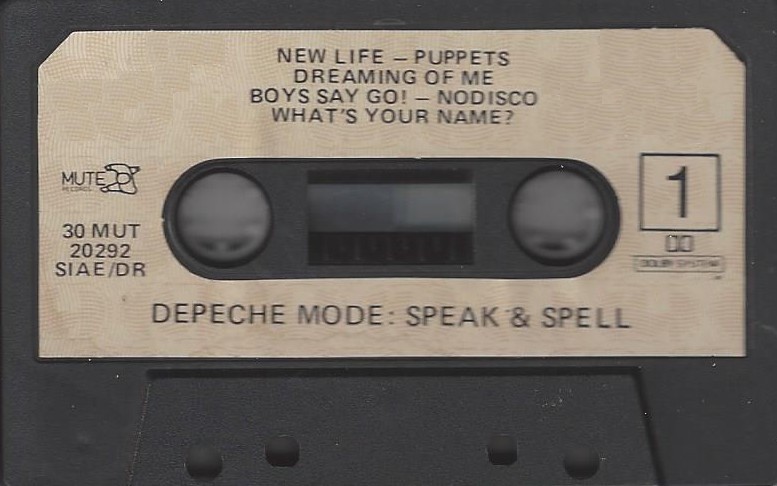 NEW LIFE – PUPPETS
DREAMING OF ME
BOYS SAY GO! – NODISCO
WHAT'S YOUR NAME?
MUTE
RECORDS
30 MUT
20292
SIAE/DR
1
DOLBY SYSTEM
DEPECHE MODE: SPEAK & SPELL